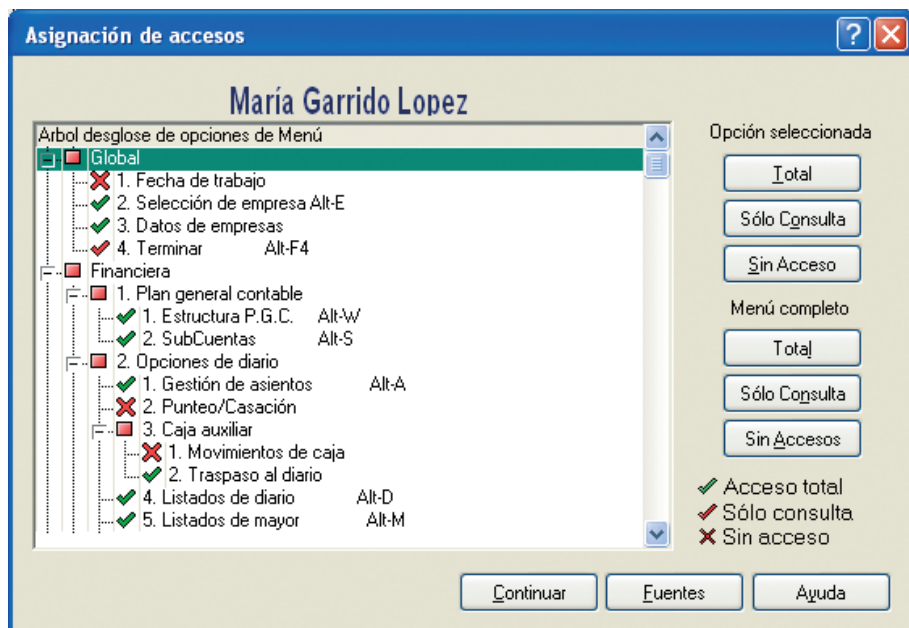 Asignación de accesos
María Garrido Lopez
Arbol desglose de opciones de Menú
Global
1. Fecha de trabajo
2. Selección de empresa Alt-E
3. Datos de empresas
4. Terminar Alt-F4
Financiera
1. Plan general contable
1. Estructura P.G.C. Alt-W
2. SubCuentas Alt-S
2. Opciones de diario
1. Gestión de asientos Alt-A
2. Punteo/Casación
3. Caja auxiliar
1. Movimientos de caja
2. Traspaso al diario
4. Listados de diario Alt-D
5. Listados de mayor Alt-M
Opción seleccionada
Total
Sólo Consulta
Sin Acceso
Menú completo
Total
Sólo Consulta
Sin Accesos
Acceso total
Sólo consulta
Sin acceso
Continuar
Fuentes
Ayuda